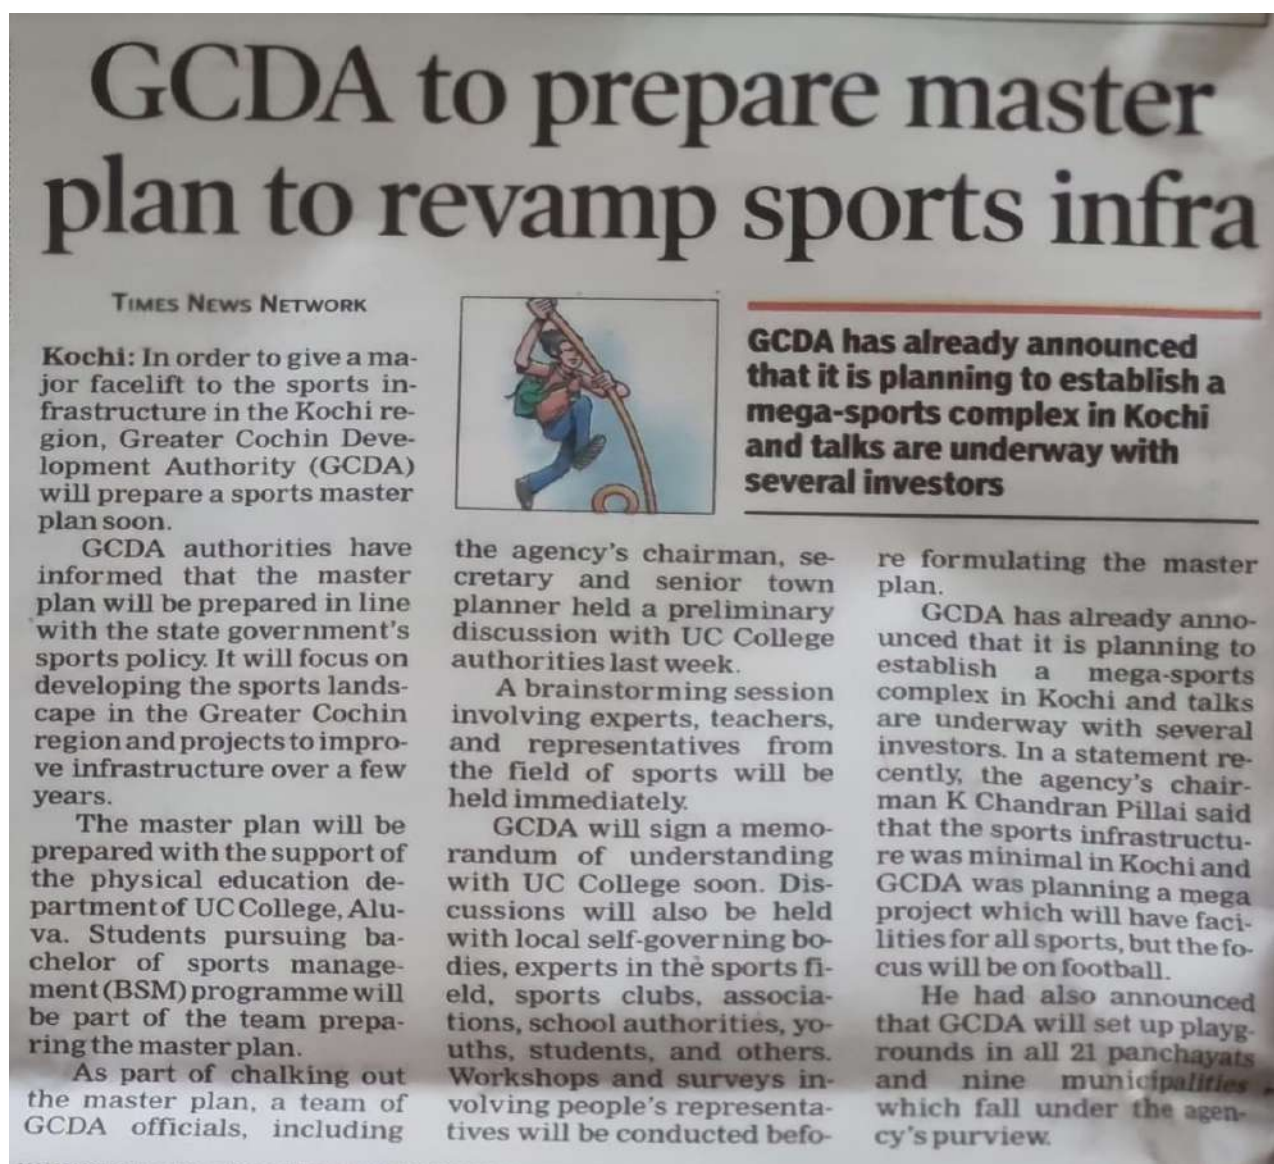 GCDA to prepare master
plan to revamp sports infra
TIMES NEWS NETWORK
Kochi: In order to give a ma-
jor facelift to the sports in-
frastructure in the Kochi re-
gion, Greater Cochin Deve-
lopment Authority (GCDA)
will prepare a sports master
plan soon.
GCDA authorities have
informed that the master
plan will be prepared in line
with the state government's
sports policy. It will focus on
developing the sports lands-
cape in the Greater Cochin
region and projects to impro-
ve infrastructure over a few
years.
The master plan will be
prepared with the support of
the physical education de-
partment of UC College, Alu-
va. Students pursuing ba-
chelor of sports manage-
ment (BSM) programme will
be part of the team prepa-
ring the master plan.
As part of chalking out
the master plan, a team of
GCDA officials, including
GCDA has already announced
that it is planning to establish a
mega-sports complex in Kochi
and talks are underway with
several investors
the agency's chairman, se-
cretary and senior town
planner held a preliminary
discussion with UC College
authorities last week.
A brainstorming session
involving experts, teachers,
and representatives from
the field of sports will be
held immediately.
GCDA will sign a memo-
randum of understanding
with UC College soon. Dis-
cussions will also be held
with local self-governing bo-
dies, experts in the sports fi-
eld, sports clubs, associa-
tions, school authorities, yo-
uths, students, and others.
Workshops and surveys in-
volving people's representa-
tives will be conducted befo-
re formulating the master
plan.
GCDA has already anno-
unced that it is planning to
establish a mega-sports
complex in Kochi and talks
are underway with several
investors. In a statement re-
cently, the agency's chair-
man K Chandran Pillai said
that the sports infrastructu-
re was minimal in Kochi and
GCDA was planning a mega
project which will have faci-
lities for all sports, but the fo-
cus will be on football.
He had also announced
that GCDA will set up playg-
rounds in all 21 panchayats
and nine municipalities
which fall under the agen-
cy's purview.